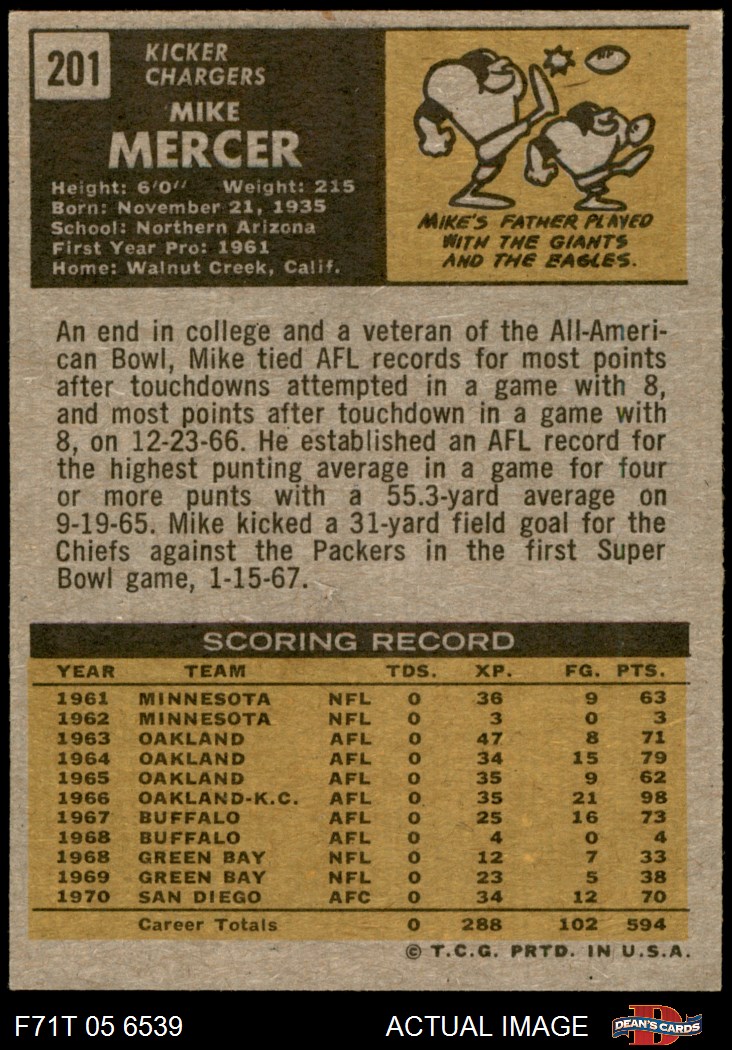 201
KICKER
CHARGERS
MIKE
MERCER
Height: 6'0" Weight: 215
Born: November 21, 1935
School: Northern Arizona
First Year Pro: 1961
Home: Walnut Creek, Calif.
MIKE'S FATHER PLAYED
WITH THE GIANTS
AND THE EAGLES.
An end in college and a veteran of the All-Ameri-
can Bowl, Mike tied AFL records for most points
after touchdowns attempted in a game with 8,
and most points after touchdown in a game with
8, on 12-23-66. He established an AFL record for
the highest punting average in a game for four
or more punts with a 55.3-yard average on
9-19-65. Mike kicked a 31-yard field goal for the
Chiefs against the Packers in the first Super
Bowl game, 1-15-67.
SCORING RECORD
YEAR TEAM TDS. XP. FG. PTS.
1961 MINNESOTA NFL 0 36 9 63
1962 MINNESOTA NFL 0 3 0 3
1963 OAKLAND AFL 0 47 8 71
1964 OAKLAND AFL 0 34 15 79
1965 OAKLAND AFL 0 35 9 62
1966 OAKLAND-K.C. AFL 0 35 21 98
1967 BUFFALO AFL 0 25 16 73
1968 BUFFALO AFL 0 4 0 4
1968 GREEN BAY NFL 0 12 7 33
1969 GREEN BAY NFL 0 23 5 38
1970 SAN DIEGO AFC 0 34 12 70
Career Totals 0 288 102 594
© T.C.G. PRTD. IN U.S.A.
F71T 05 6539 ACTUAL IMAGE
D
DEAN'S CARDS